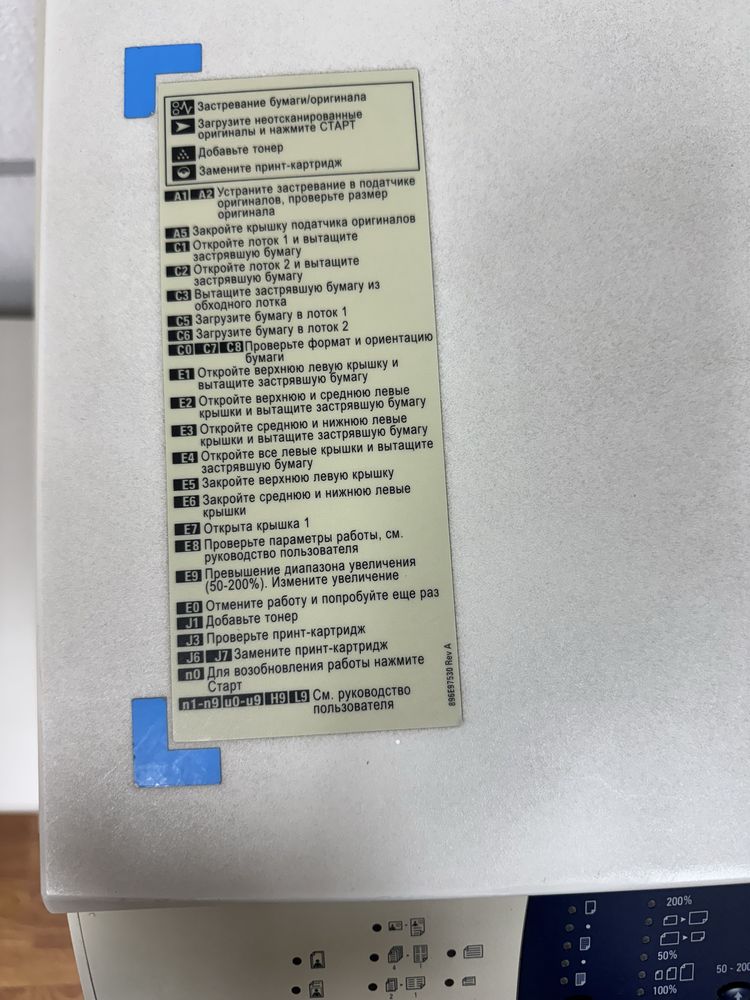 Застревание бумаги/оригинала
Загрузите неотсканированные
оригиналы и нажмите СТАРТ
Добавьте тонер
Замените принт-картридж
A1 A2 Устраните застревание в податчике
оригиналов, проверьте размер
оригинала
A5 Закройте крышку податчика оригиналов
C1 Откройте лоток 1 и вытащите
застрявшую бумагу
C2 Откройте лоток 2 и вытащите
застрявшую бумагу
C3 Вытащите застрявшую бумагу из
обходного лотка
C5 Загрузите бумагу в лоток 1
C6 Загрузите бумагу в лоток 2
C0 C7 C8 Проверьте формат и ориентацию
бумаги
E1 Откройте верхнюю левую крышку и
вытащите застрявшую бумагу
E2 Откройте верхнюю и среднюю левые
крышки и вытащите застрявшую бумагу
E3 Откройте среднюю и нижнюю левые
крышки и вытащите застрявшую бумагу
E4 Откройте все левые крышки и вытащите
застрявшую бумагу
E5 Закройте верхнюю левую крышку
E6 Закройте среднюю и нижнюю левые
крышки
E7 Открыта крышка 1
E8 Проверьте параметры работы, см.
руководство пользователя
E9 Превышение диапазона увеличения
(50-200%). Измените увеличение
E0 Отмените работу и попробуйте еще раз
J1 Добавьте тонер
J3 Проверьте принт-картридж
J6 J7 Замените принт-картридж
n0 Для возобновления работы нажмите
Старт
n1-n9 u0-u9 H9 L9 См. руководство
пользователя
896E97530 Rev A
200%
50%
100%
50 - 200
4 1
2 1